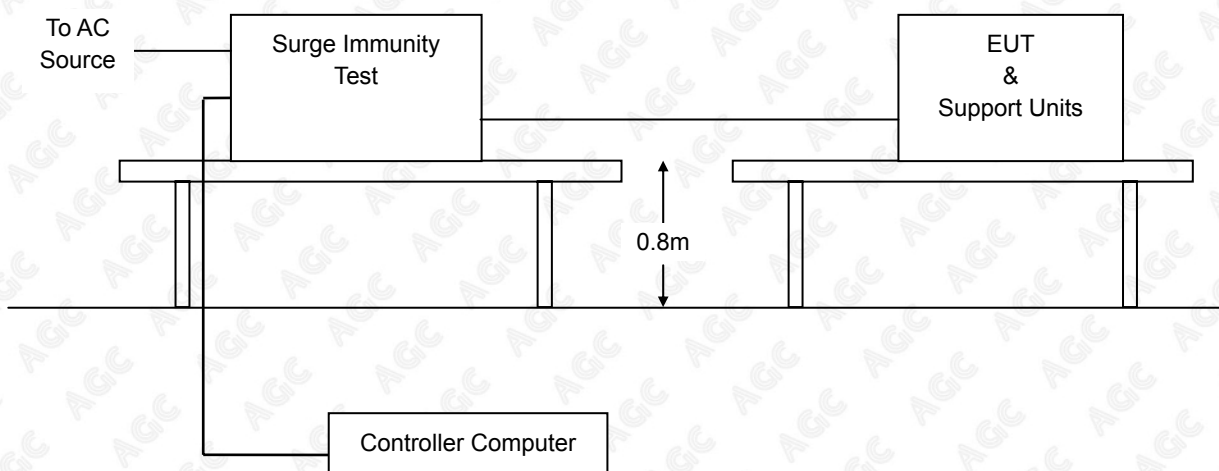 To AC
Source
Surge Immunity
Test
EUT
&
Support Units
0.8m
Controller Computer